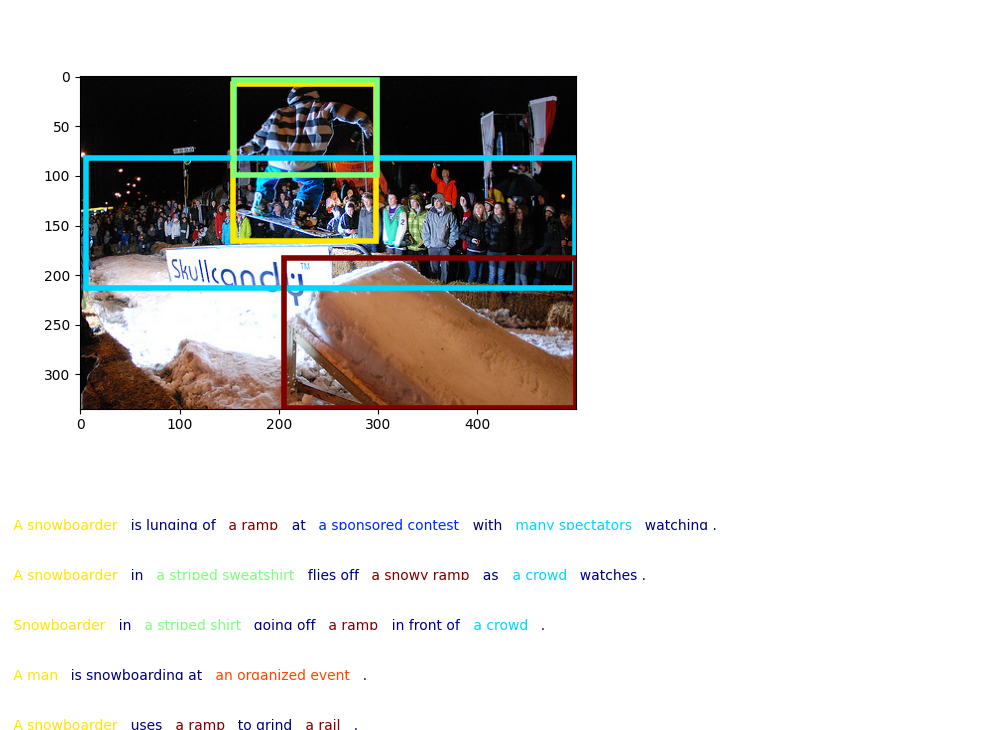 0
50
100
150
200
250
300
0 100 200 300 400
Skullcandy™
A snowboarder is lunging of a ramp at a sponsored contest with many spectators watching .
A snowboarder in a striped sweatshirt flies off a snowy ramp as a crowd watches .
Snowboarder in a striped shirt going off a ramp in front of a crowd .
A man is snowboarding at an organized event .
A snowboarder uses a ramp to grind a rail .